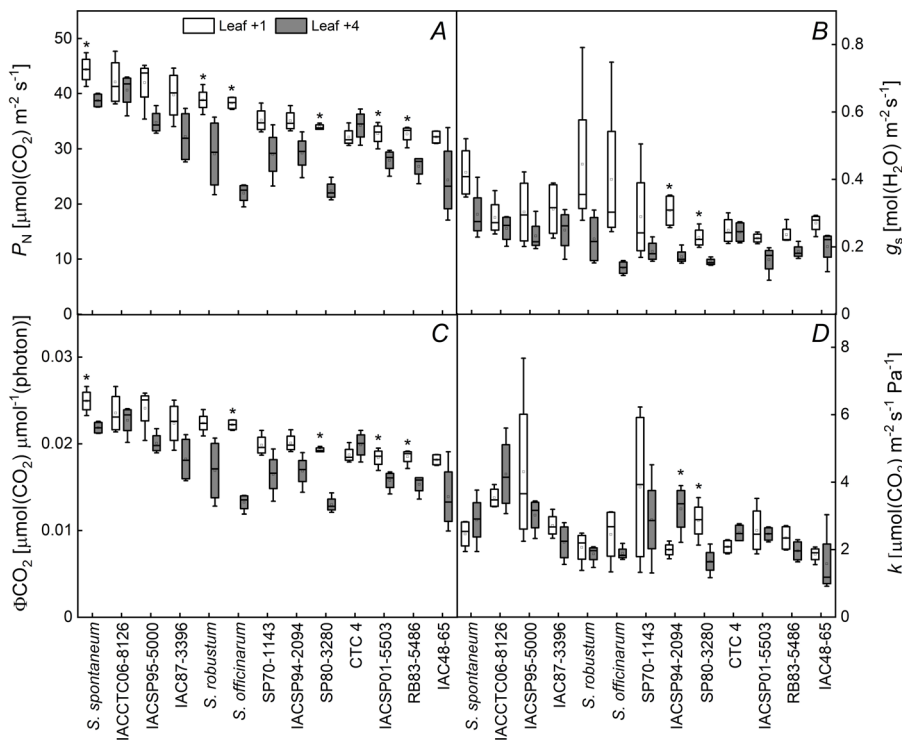 Leaf +1 Leaf +4
A
B
C
D
50
40
30
20
10
0
P_N [µmol(CO₂) m⁻² s⁻¹]
0.8
0.6
0.4
0.2
0
g_s [mol(H₂O) m⁻² s⁻¹]
0.03
0.02
0.01
0
ΦCO₂ [µmol(CO₂) µmol⁻¹(photon)]
8
6
4
2
0
k [µmol(CO₂) m⁻² s⁻¹ Pa⁻¹]
* * * * * *
* *
* * * * *
* *
S. spontaneum
IACCTC06-8126
IACSP95-5000
IAC87-3396
S. robustum
S. officinarum
SP70-1143
IACSP94-2094
SP80-3280
CTC 4
IACSP01-5503
RB83-5486
IAC48-65
S. spontaneum
IACCTC06-8126
IACSP95-5000
IAC87-3396
S. robustum
S. officinarum
SP70-1143
IACSP94-2094
SP80-3280
CTC 4
IACSP01-5503
RB83-5486
IAC48-65